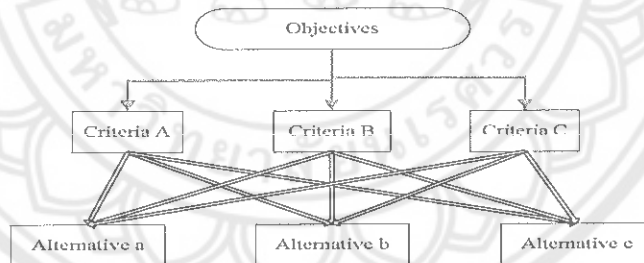 Objectives
Criteria A
Criteria B
Criteria C
Alternative a
Alternative b
Alternative c